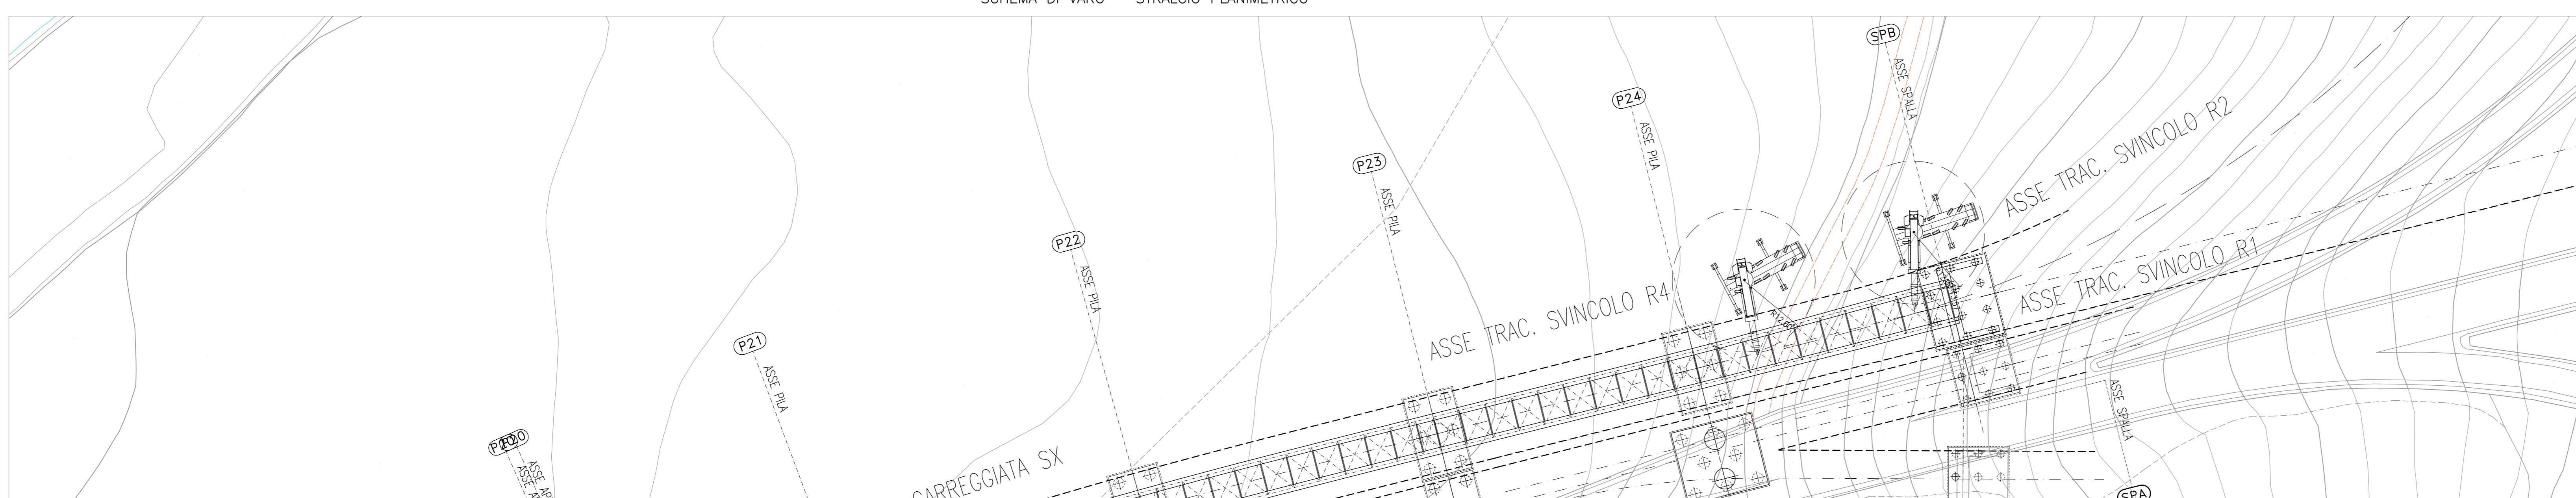 SCHEMA DI VARO - STRALCIO PLANIMETRICO
SPB
ASSE SPALLA
P24
ASSE PILA
ASSE TRAC. SVINCOLO R2
P23
ASSE PILA
P22
ASSE PILA
ASSE TRAC. SVINCOLO R4
ASSE TRAC. SVINCOLO R1
P21
ASSE PILA
P20
ASSE SPALLA
CARREGGIATA SX
SPA